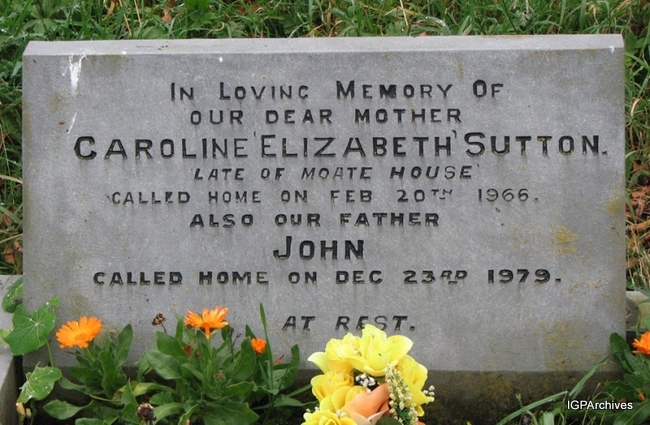 IN LOVING MEMORY OF
OUR DEAR MOTHER
CAROLINE 'ELIZABETH' SUTTON.
'LATE OF MOATE HOUSE'
CALLED HOME ON FEB 20TH 1966.
ALSO OUR FATHER
JOHN
CALLED HOME ON DEC 23RD 1979.
AT REST.
IGPArchives